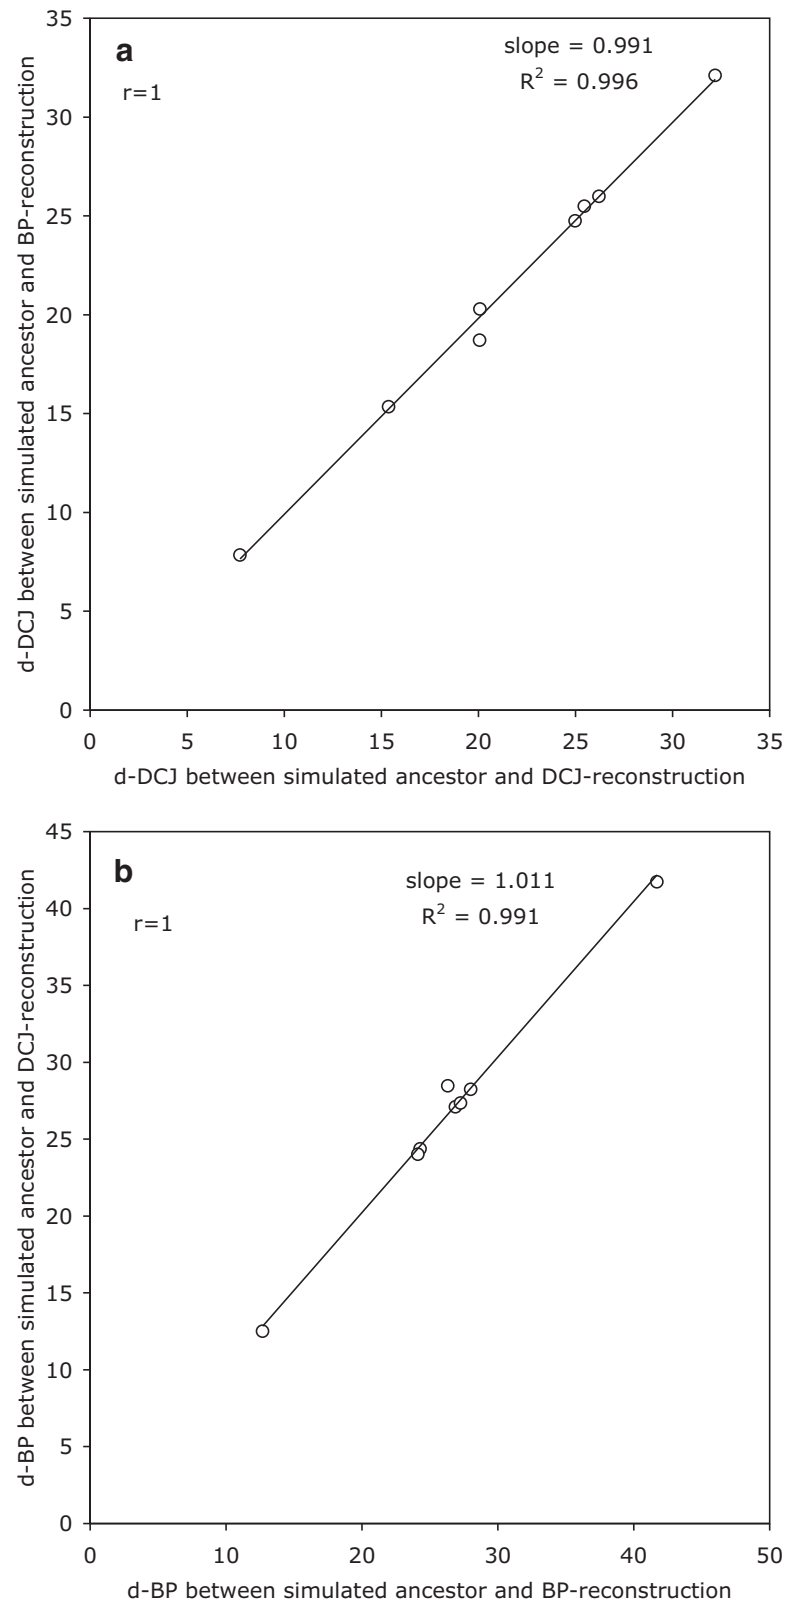 a
slope = 0.991
R² = 0.996
r=1
d-DCJ between simulated ancestor and BP-reconstruction
35
30
25
20
15
10
5
0
0 5 10 15 20 25 30 35
d-DCJ between simulated ancestor and DCJ-reconstruction
b
slope = 1.011
R² = 0.991
r=1
d-BP between simulated ancestor and DCJ-reconstruction
45
40
35
30
25
20
15
10
5
0
0 10 20 30 40 50
d-BP between simulated ancestor and BP-reconstruction